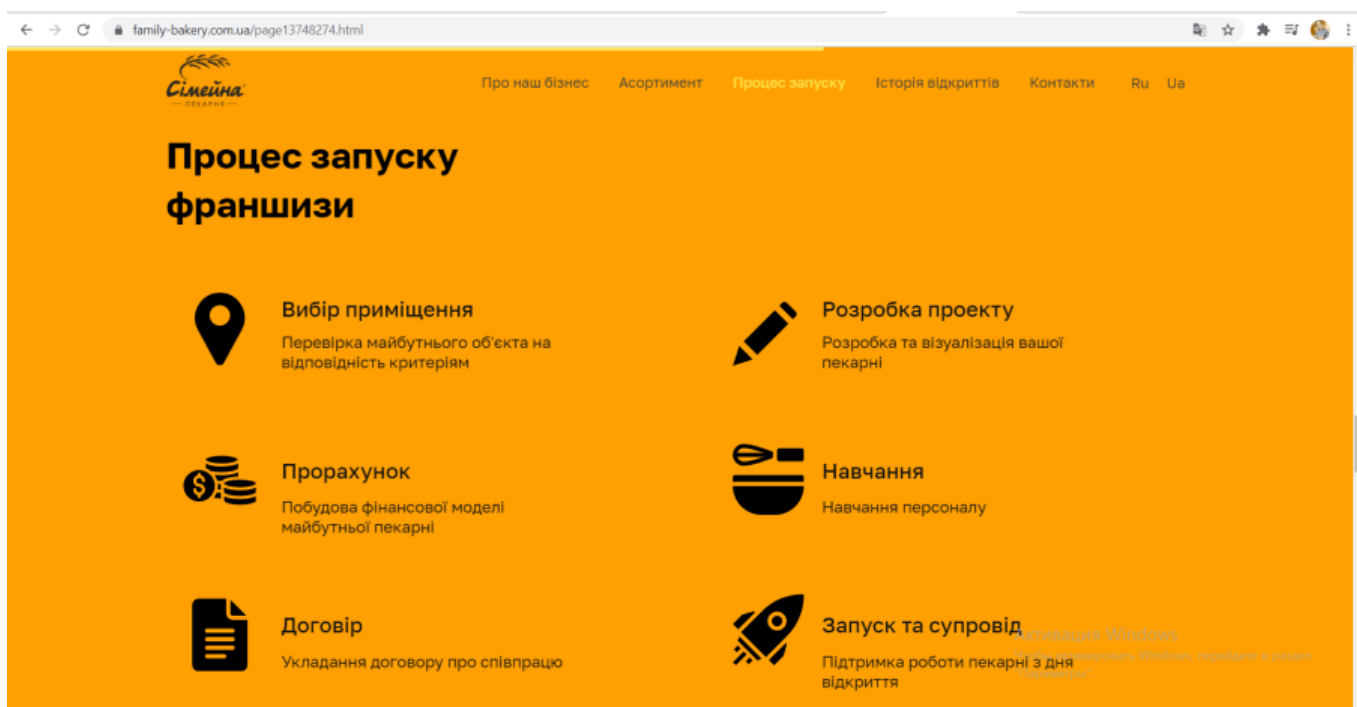 family-bakery.com.ua/page13748274.html
Сімейна
ПЕКАРНЯ
Про наш бізнес Асортимент Процес запуску Історія відкриттів Контакти Ru Ua
Процес запуску
франшизи
Вибір приміщення
Перевірка майбутнього об'єкта на
відповідність критеріям
Розробка проекту
Розробка та візуалізація вашої
пекарні
Прорахунок
Побудова фінансової моделі
майбутньої пекарні
Навчання
Навчання персоналу
Договір
Укладання договору про співпрацю
Запуск та супровід
Підтримка роботи пекарні з дня
відкриття
Активация Windows